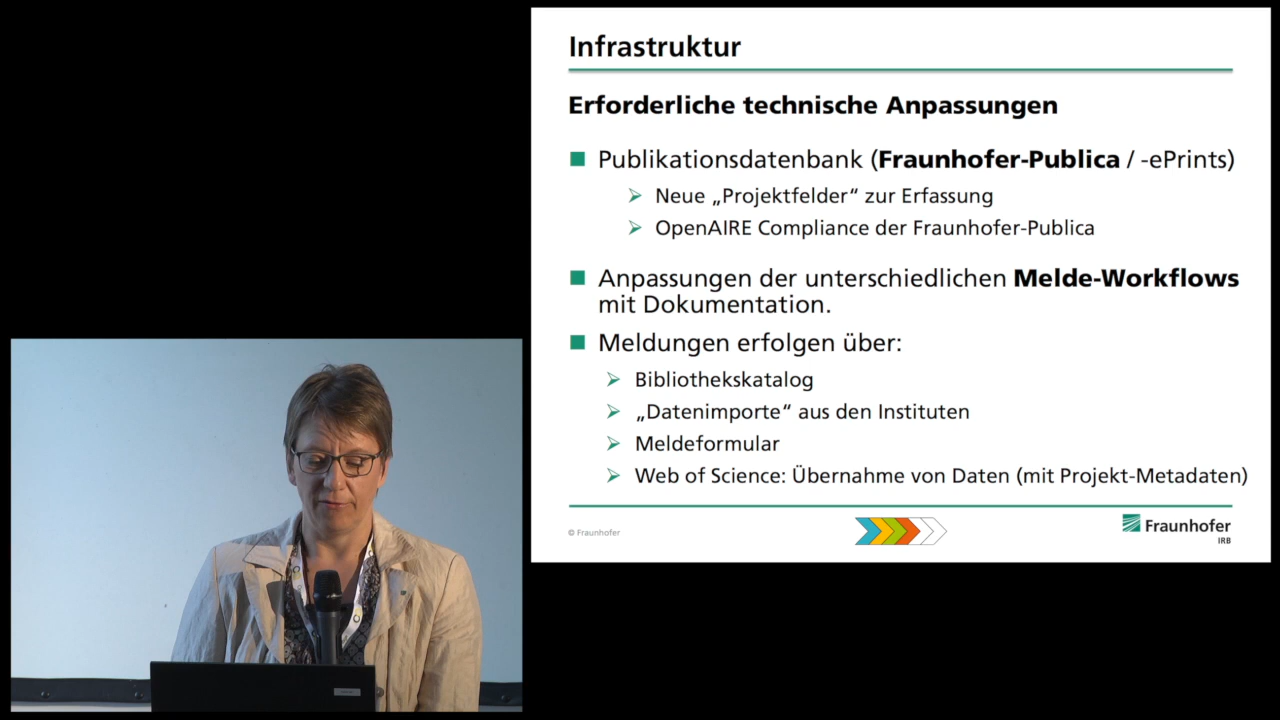 Infrastruktur
Erforderliche technische Anpassungen
Publikationsdatenbank (Fraunhofer-Publica / -ePrints)
Neue „Projektfelder“ zur Erfassung
OpenAIRE Compliance der Fraunhofer-Publica
Anpassungen der unterschiedlichen Melde-Workflows
mit Dokumentation.
Meldungen erfolgen über:
Bibliothekskatalog
„Datenimporte“ aus den Instituten
Meldeformular
Web of Science: Übernahme von Daten (mit Projekt-Metadaten)
© Fraunhofer
Fraunhofer
IRB